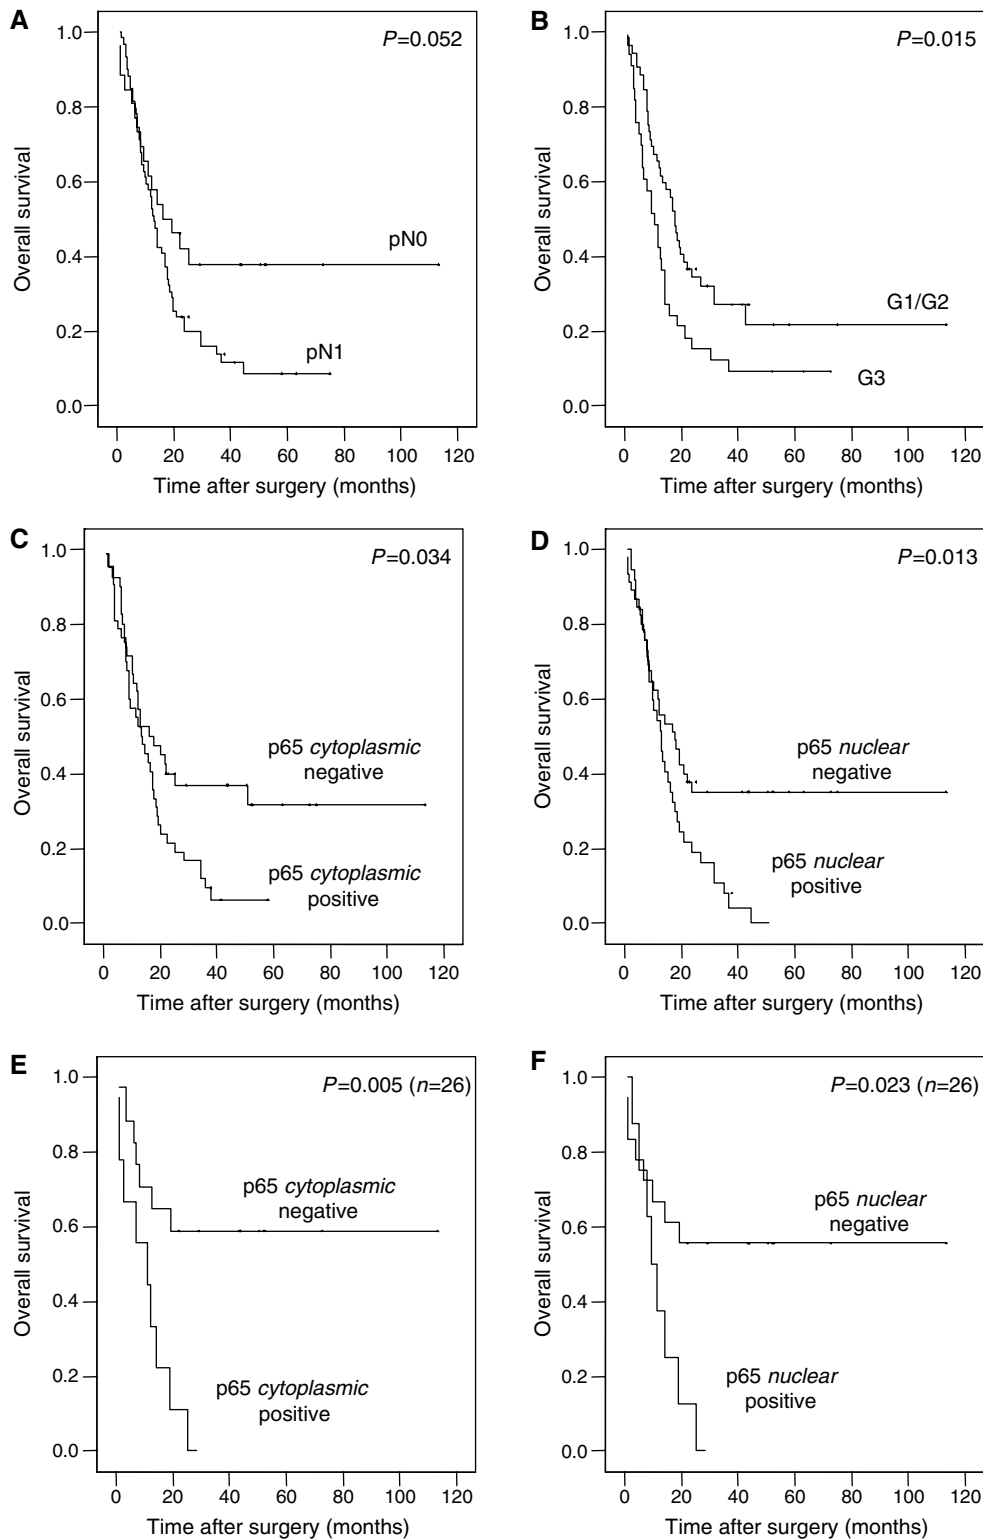 A
P=0.052
1.0
0.8
0.6
0.4
0.2
0.0
Overall survival
pN0
pN1
0 20 40 60 80 100 120
Time after surgery (months)
B
P=0.015
1.0
0.8
0.6
0.4
0.2
0.0
Overall survival
G1/G2
G3
0 20 40 60 80 100 120
Time after surgery (months)
C
P=0.034
1.0
0.8
0.6
0.4
0.2
0.0
Overall survival
p65 cytoplasmic
negative
p65 cytoplasmic
positive
0 20 40 60 80 100 120
Time after surgery (months)
D
P=0.013
1.0
0.8
0.6
0.4
0.2
0.0
Overall survival
p65 nuclear
negative
p65 nuclear
positive
0 20 40 60 80 100 120
Time after surgery (months)
E
P=0.005 (n=26)
1.0
0.8
0.6
0.4
0.2
0.0
Overall survival
p65 cytoplasmic
negative
p65 cytoplasmic
positive
0 20 40 60 80 100 120
Time after surgery (months)
F
P=0.023 (n=26)
1.0
0.8
0.6
0.4
0.2
0.0
Overall survival
p65 nuclear
negative
p65 nuclear
positive
0 20 40 60 80 100 120
Time after surgery (months)